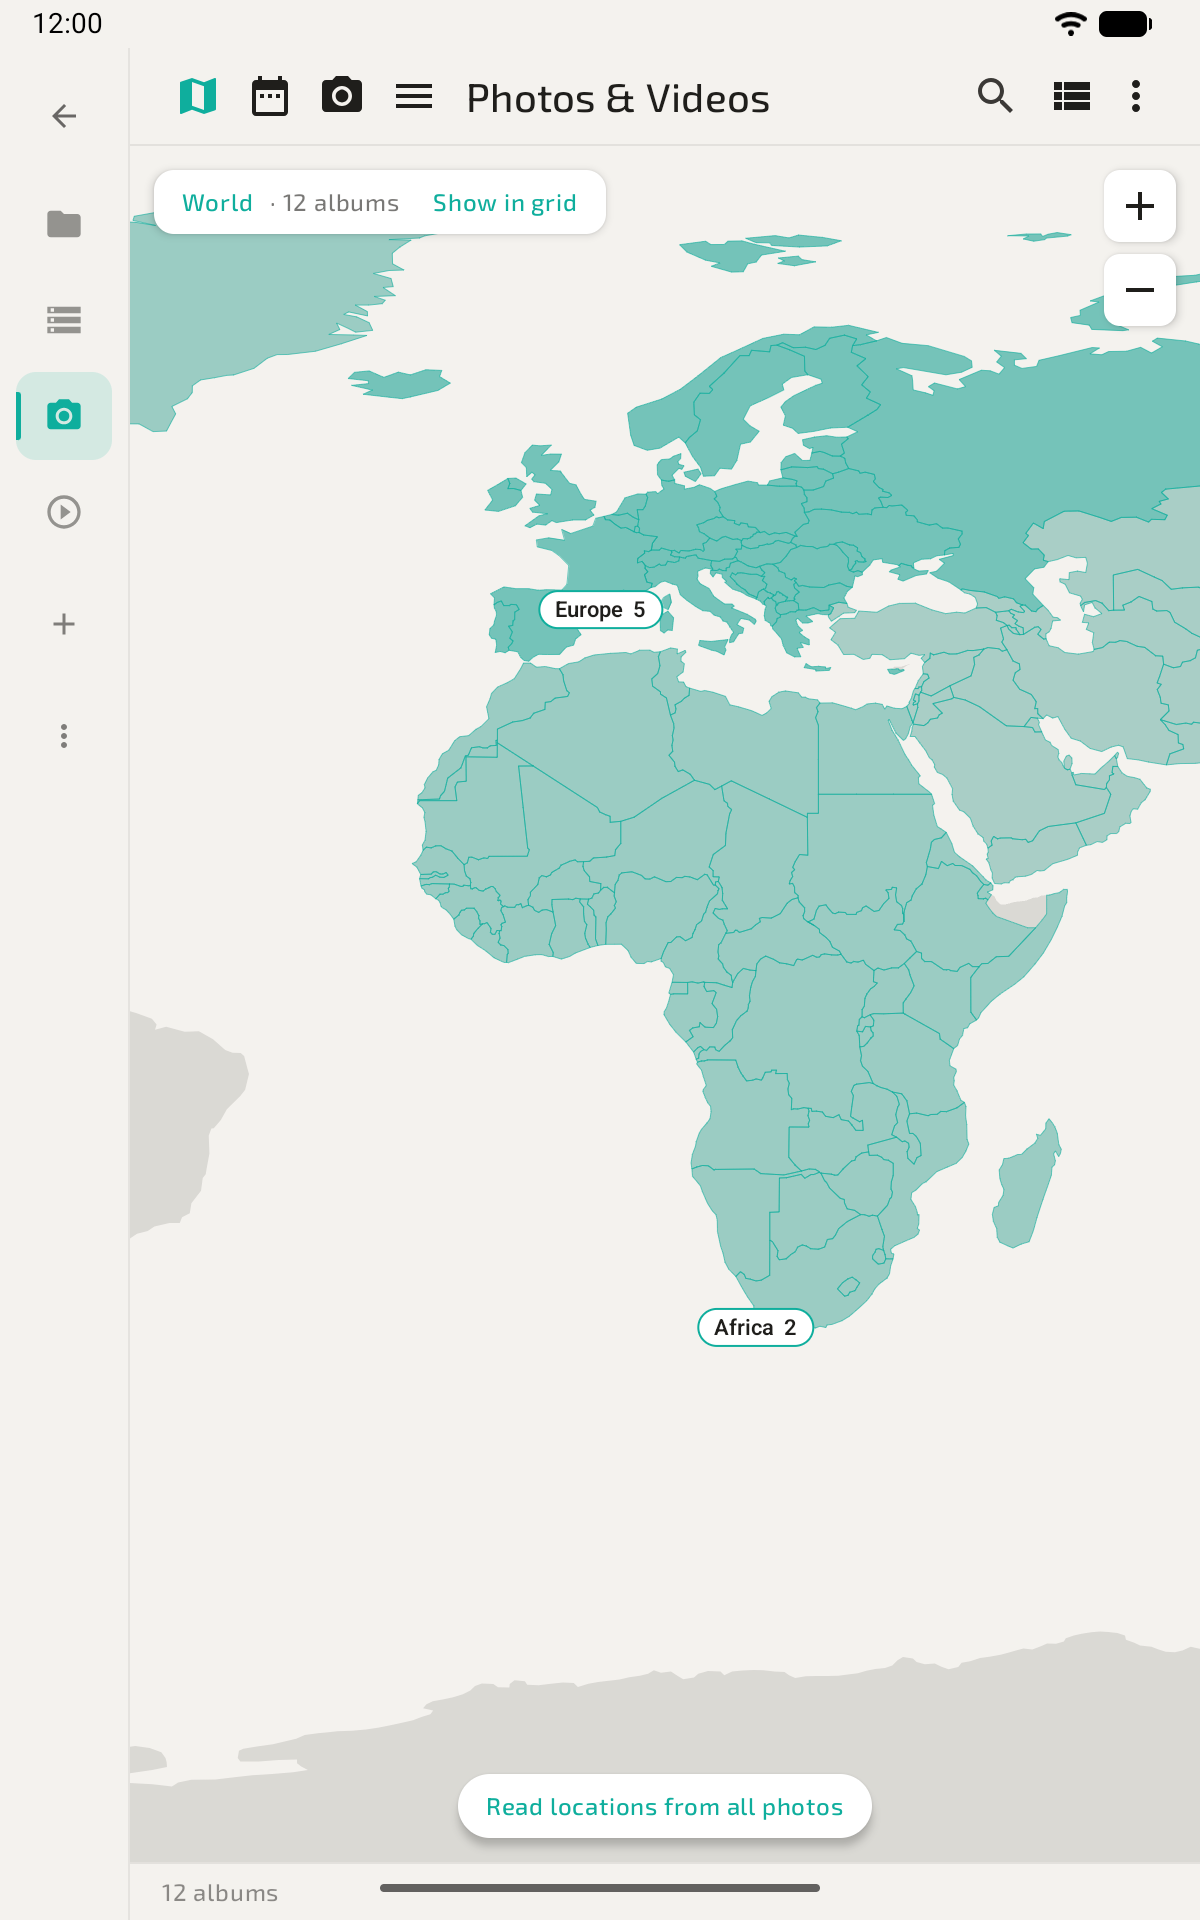 12:00
Photos & Videos
World · 12 albums Show in grid
Europe 5
Africa 2
Read locations from all photos
12 albums